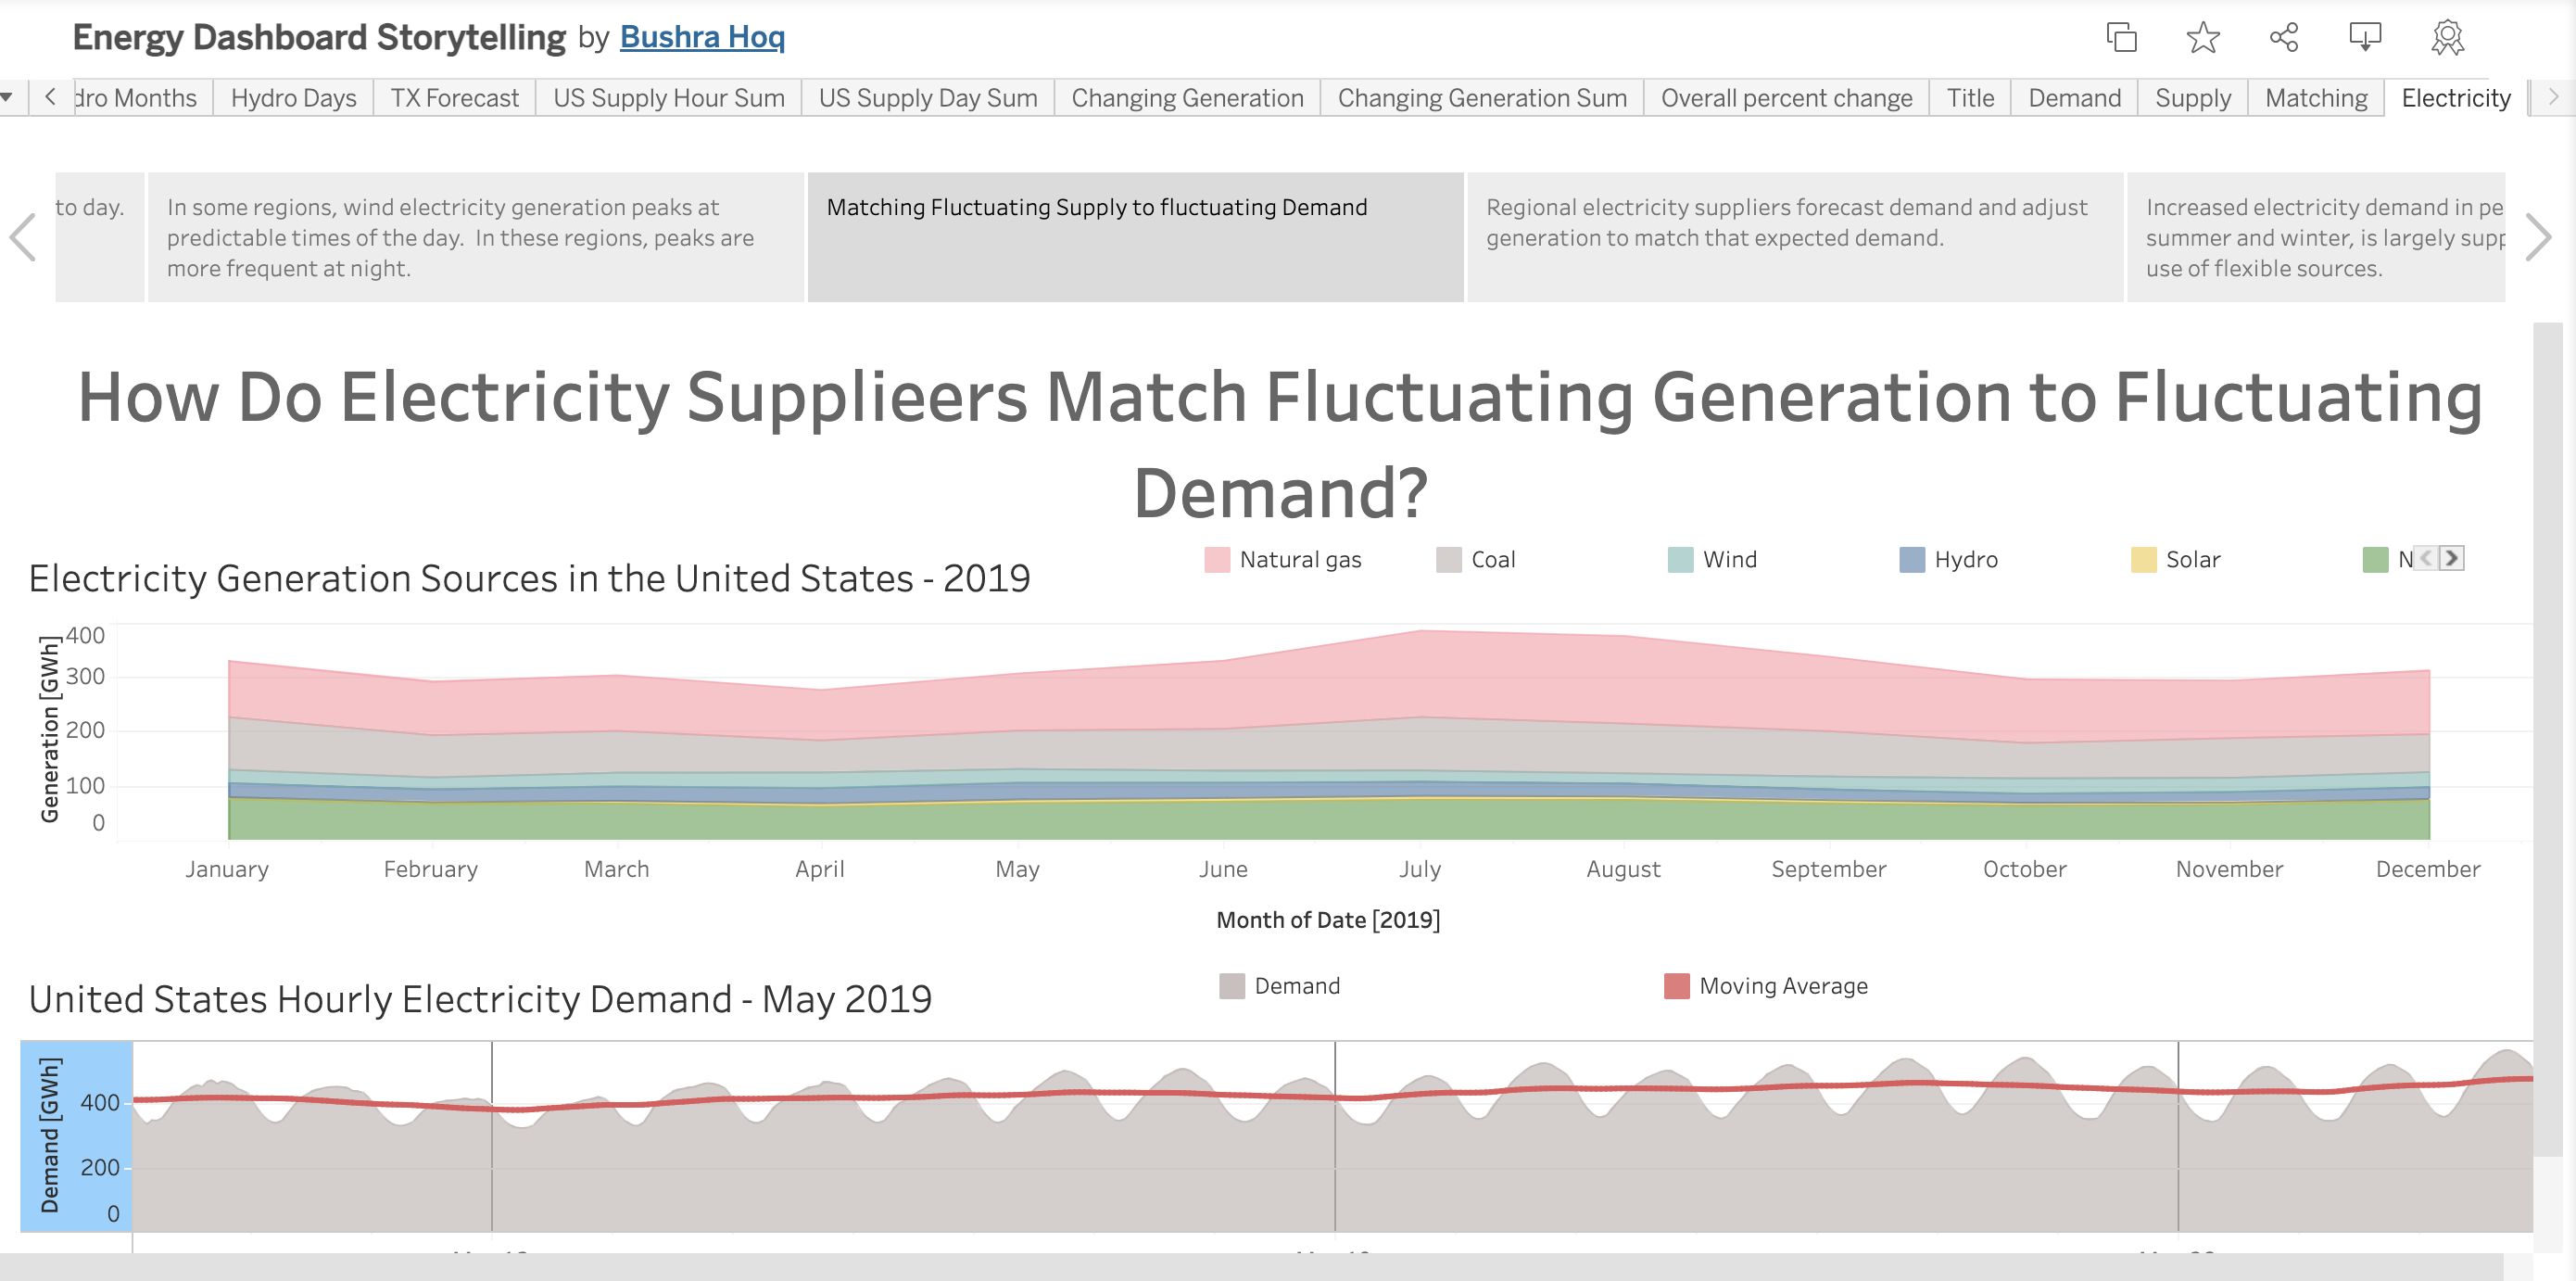 Energy Dashboard Storytelling by Bushra Hoq
dro Months Hydro Days TX Forecast US Supply Hour Sum US Supply Day Sum Changing Generation Changing Generation Sum Overall percent change Title Demand Supply Matching Electricity
to day.
In some regions, wind electricity generation peaks at
predictable times of the day. In these regions, peaks are
more frequent at night.
Matching Fluctuating Supply to fluctuating Demand
Regional electricity suppliers forecast demand and adjust
generation to match that expected demand.
Increased electricity demand in pe
summer and winter, is largely supp
use of flexible sources.
How Do Electricity Supplieers Match Fluctuating Generation to Fluctuating
Demand?
Electricity Generation Sources in the United States - 2019
Natural gas Coal Wind Hydro Solar N
Generation [GWh]
400
300
200
100
0
January February March April May June July August September October November December
Month of Date [2019]
United States Hourly Electricity Demand - May 2019
Demand Moving Average
Demand [GWh]
400
200
0